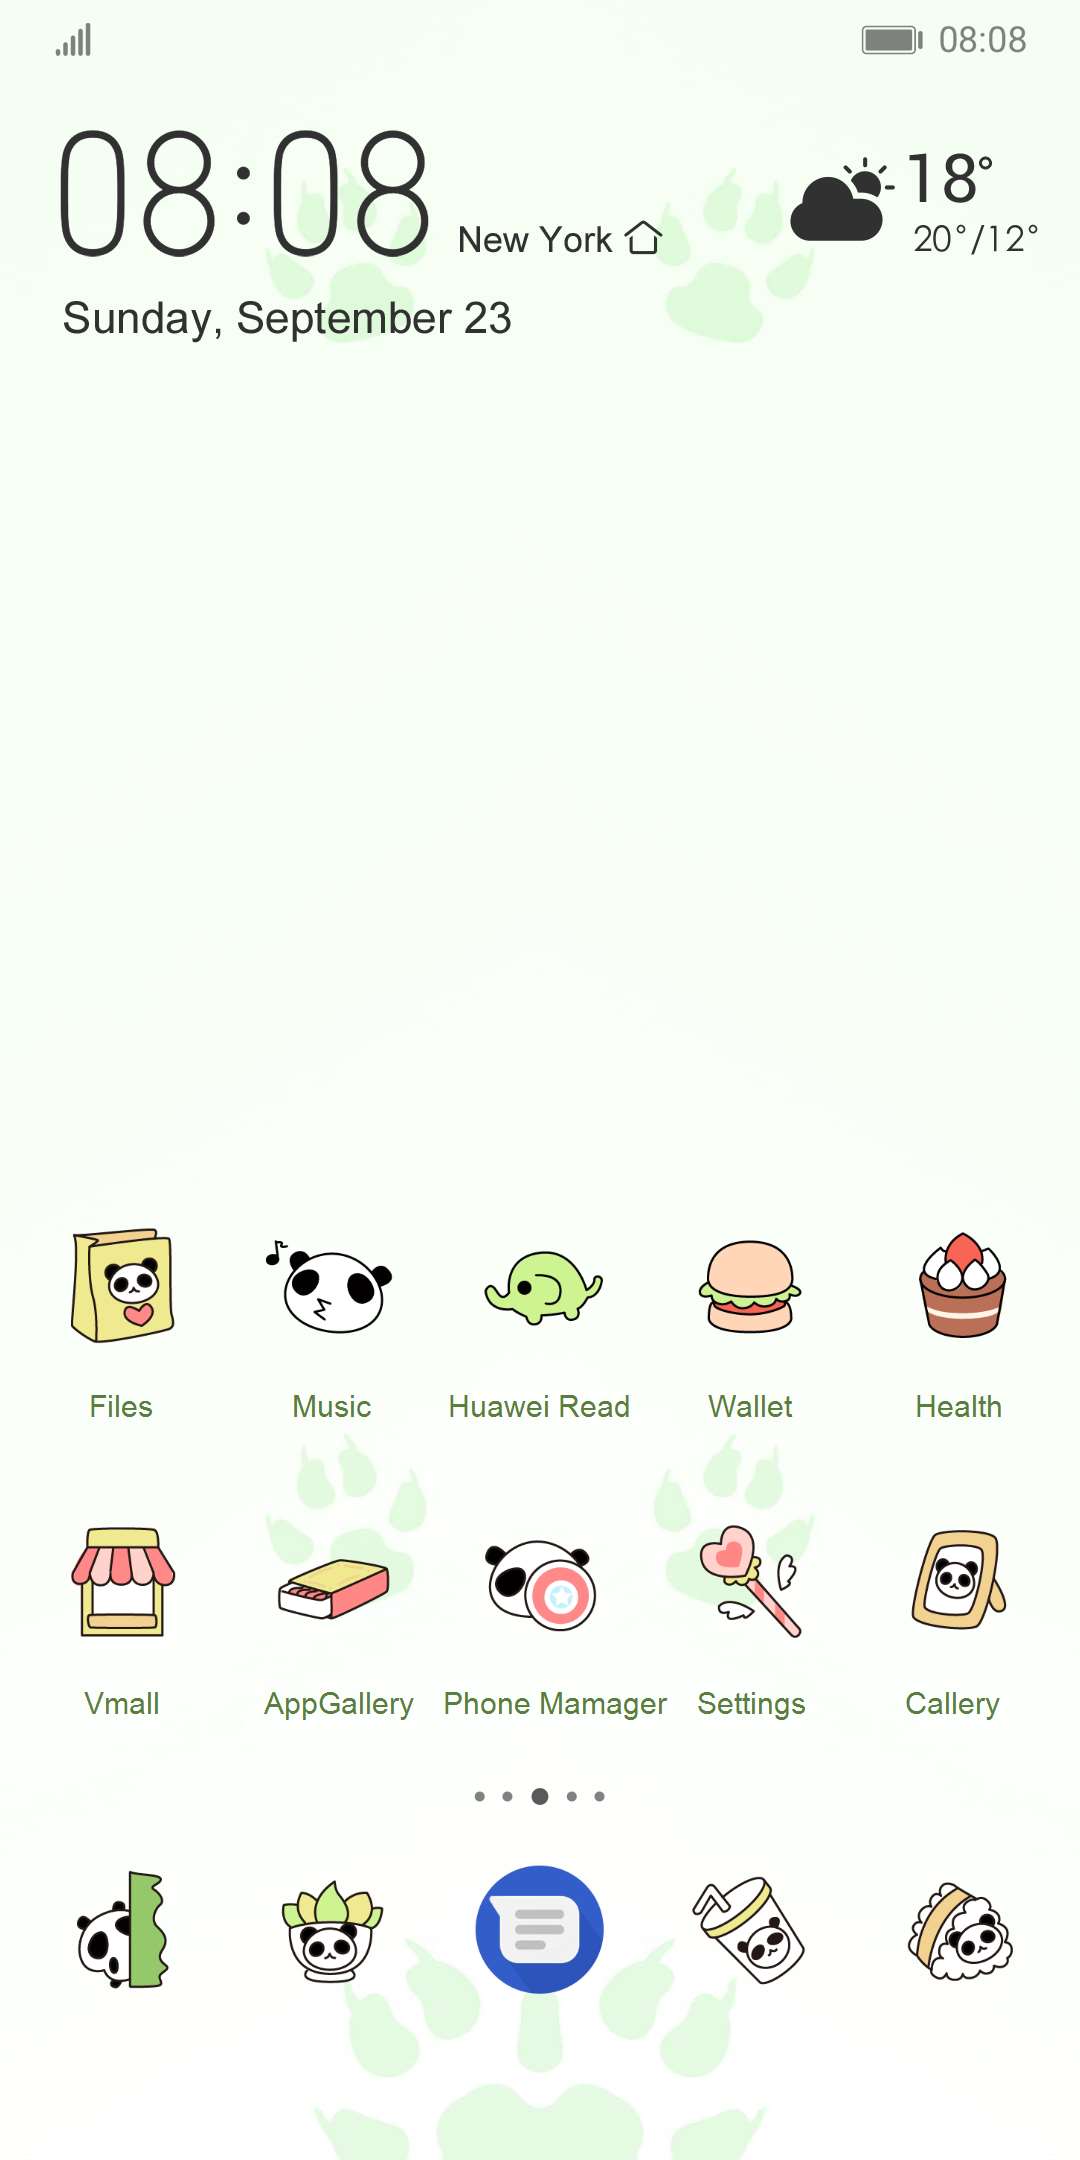 08:08
08:08 New York 18°
20°/12°
Sunday, September 23
Files Music Huawei Read Wallet Health
Vmall AppGallery Phone Mamager Settings Callery